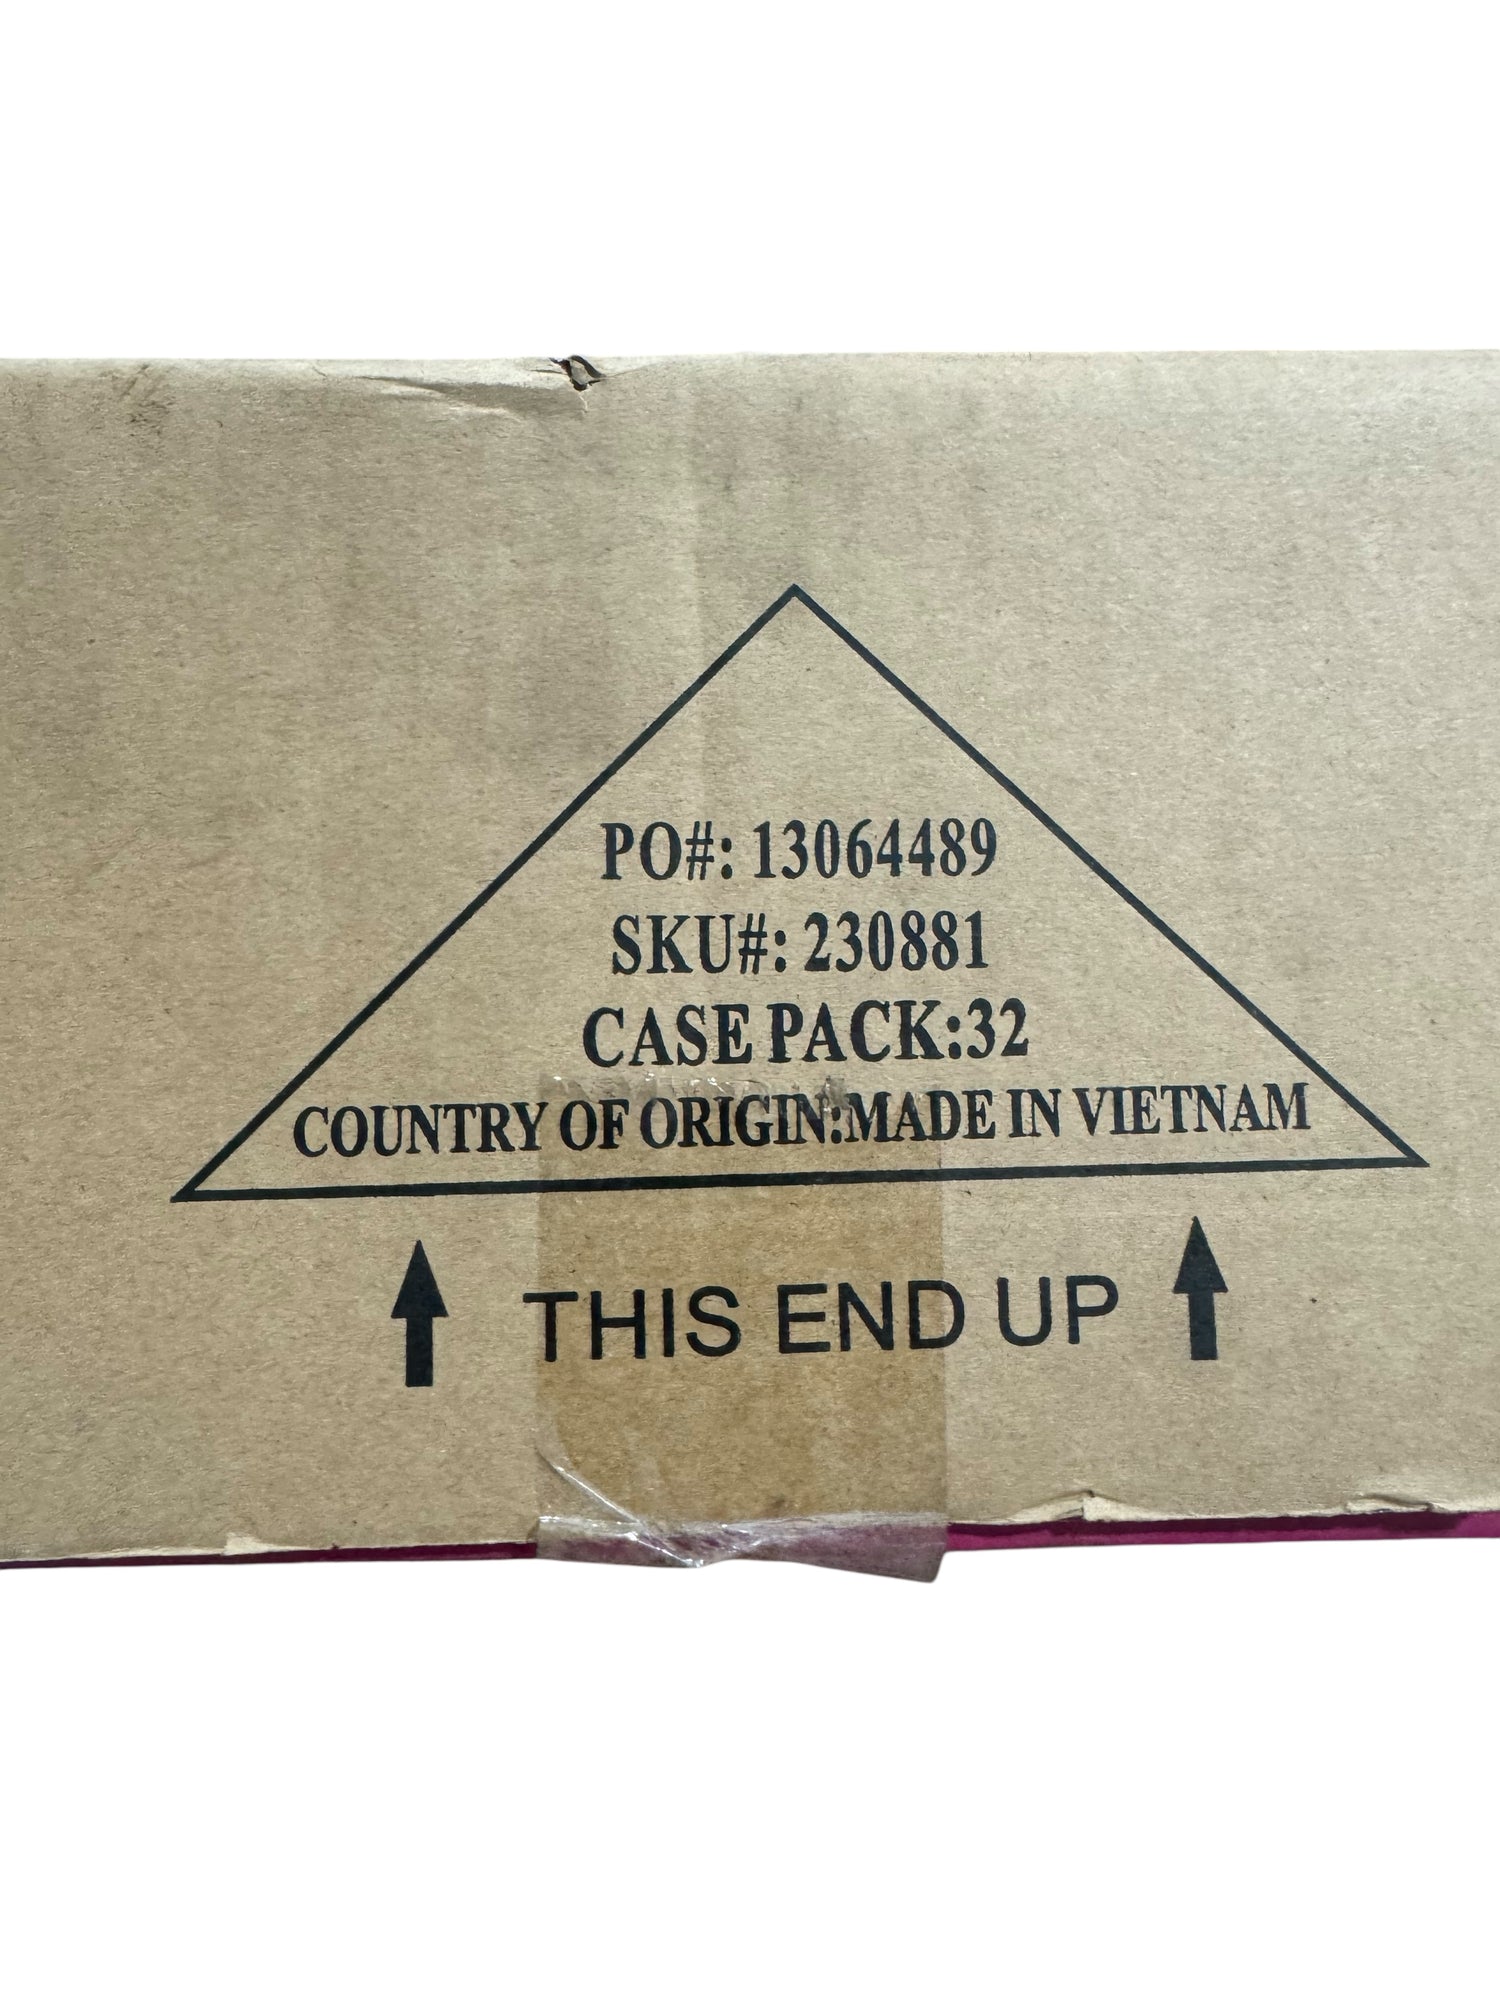 PO#: 13064489
SKU#: 230881
CASE PACK:32
COUNTRY OF ORIGIN:MADE IN VIETNAM
THIS END UP